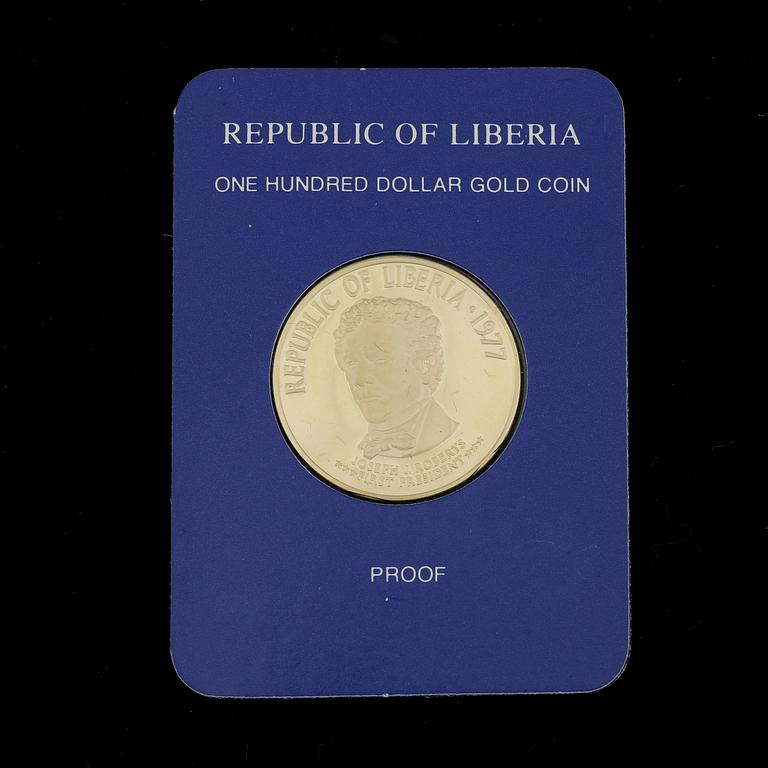 REPUBLIC OF LIBERIA
ONE HUNDRED DOLLAR GOLD COIN
REPUBLIC OF LIBERIA • 1977
JOSEPH J. ROBERTS
★★★FIRST PRESIDENT★★★
PROOF